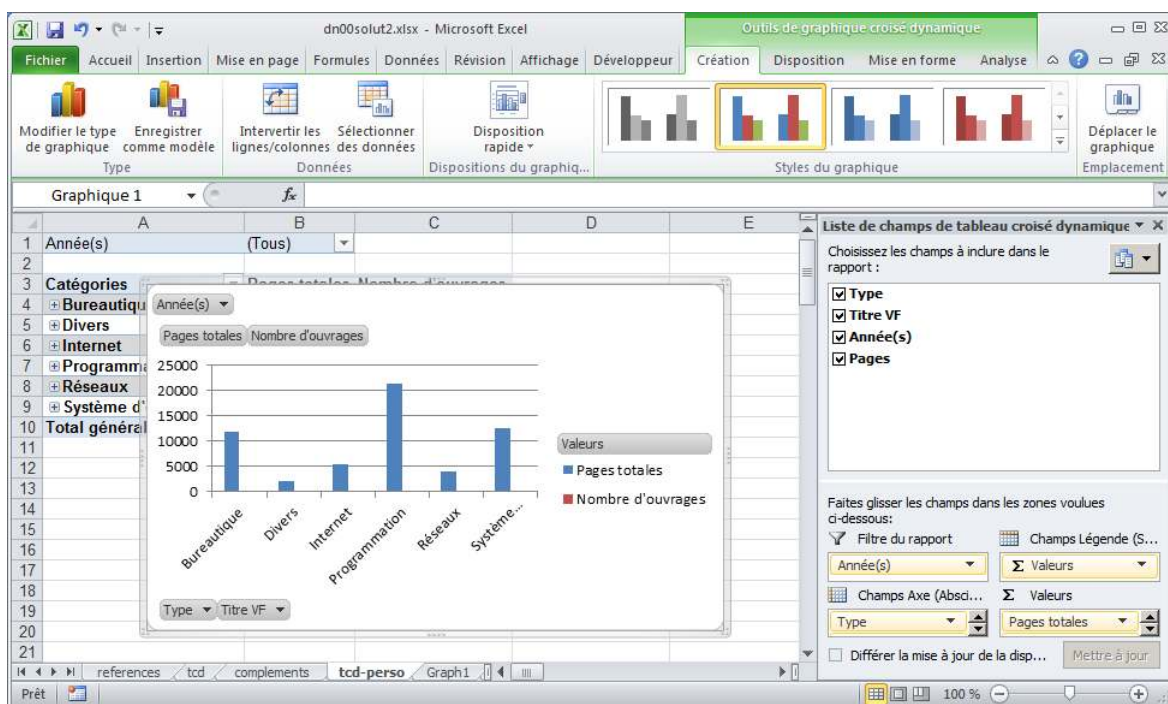 dn00solut2.xlsx - Microsoft Excel
Outils de graphique croisé dynamique
Fichier Accueil Insertion Mise en page Formules Données Révision Affichage Développeur Création Disposition Mise en forme Analyse
Modifier le type de graphique
Enregistrer comme modèle
Intervertir les lignes/colonnes
Sélectionner des données
Disposition rapide
Déplacer le graphique
Type
Données
Dispositions du graphiq...
Styles du graphique
Emplacement
Graphique 1
fx
A B C D E
1 Année(s) (Tous)
2
3 Catégories Pages totales Nombre d'ouvrages
4 Bureautiqu
5 Divers
6 Internet
7 Programma
8 Réseaux
9 Système d'
10 Total général
11
12
13
14
15
16
17
18
19
20
21
Année(s)
Pages totales Nombre d'ouvrages
25000
20000
15000
10000
5000
0
Bureautique
Divers
Internet
Programmation
Réseaux
Système...
Valeurs
Pages totales
Nombre d'ouvrages
Type Titre VF
Liste de champs de tableau croisé dynamique
Choisissez les champs à inclure dans le
rapport :
Type
Titre VF
Année(s)
Pages
Faites glisser les champs dans les zones voulues
ci-dessous:
Filtre du rapport
Champs Légende (S...
Année(s)
Σ Valeurs
Champs Axe (Absci...
Σ Valeurs
Type
Pages totales
Différer la mise à jour de la disp...
Mettre à jour
references tcd complements tcd-perso Graph1
Prêt
100 %